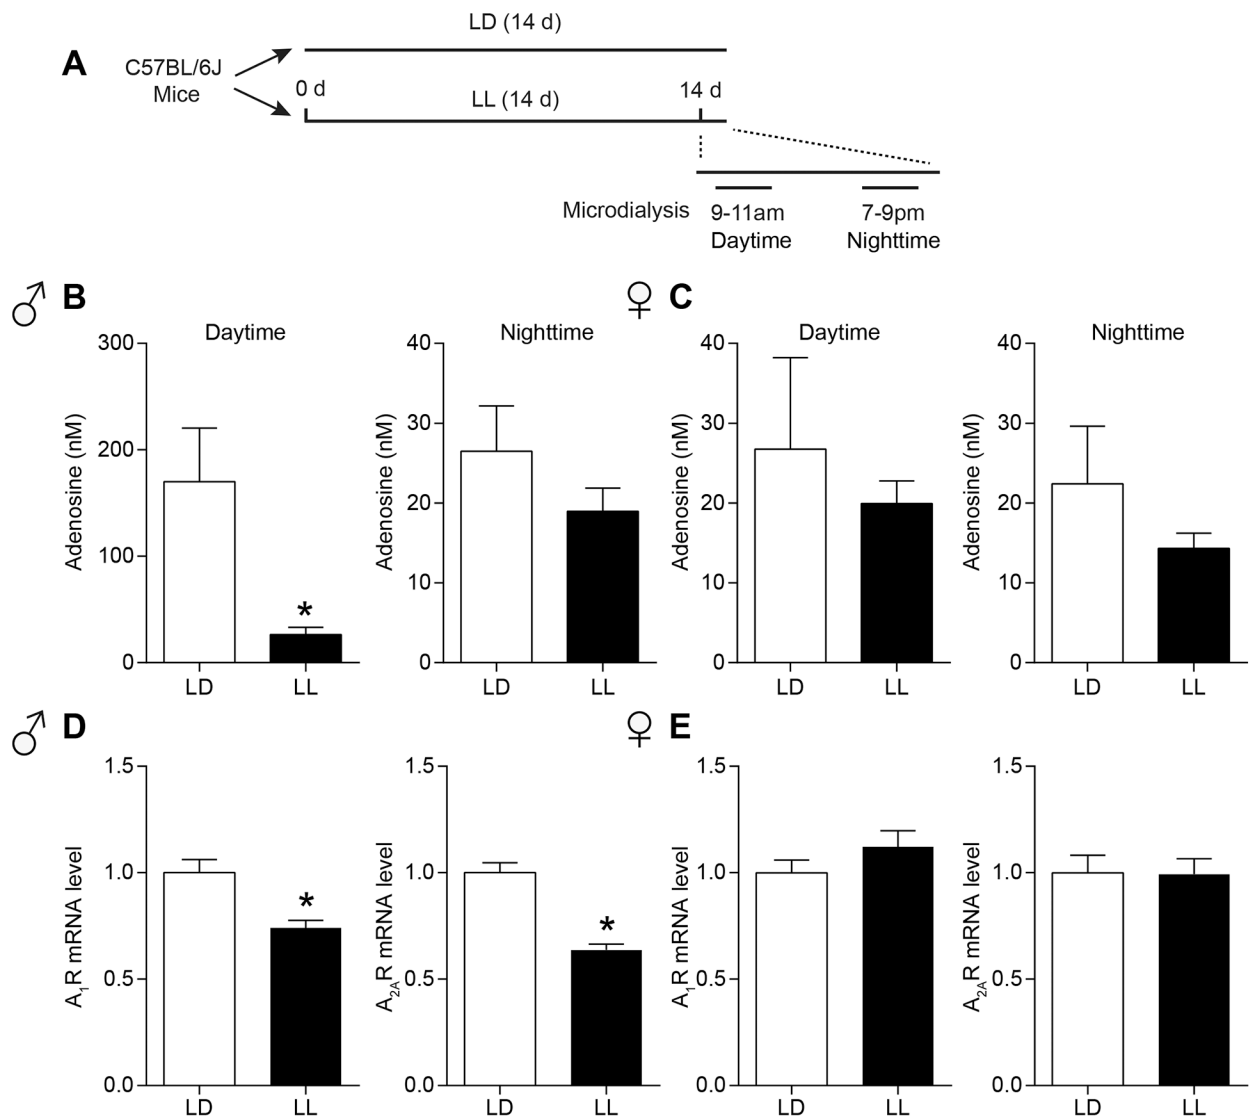 A
LD (14 d)
C57BL/6J
Mice
0 d
LL (14 d)
14 d
Microdialysis
9-11am
Daytime
7-9pm
Nighttime
♂ B
Daytime
Adenosine (nM)
300
200
100
0
*
LD
LL
Nighttime
Adenosine (nM)
40
30
20
10
0
LD
LL
♀ C
Daytime
Adenosine (nM)
40
30
20
10
0
LD
LL
Nighttime
Adenosine (nM)
40
30
20
10
0
LD
LL
♂ D
A₁R mRNA level
1.5
1.0
0.5
0.0
*
LD
LL
A₂AR mRNA level
1.5
1.0
0.5
0.0
*
LD
LL
♀ E
A₁R mRNA level
1.5
1.0
0.5
0.0
LD
LL
A₂AR mRNA level
1.5
1.0
0.5
0.0
LD
LL